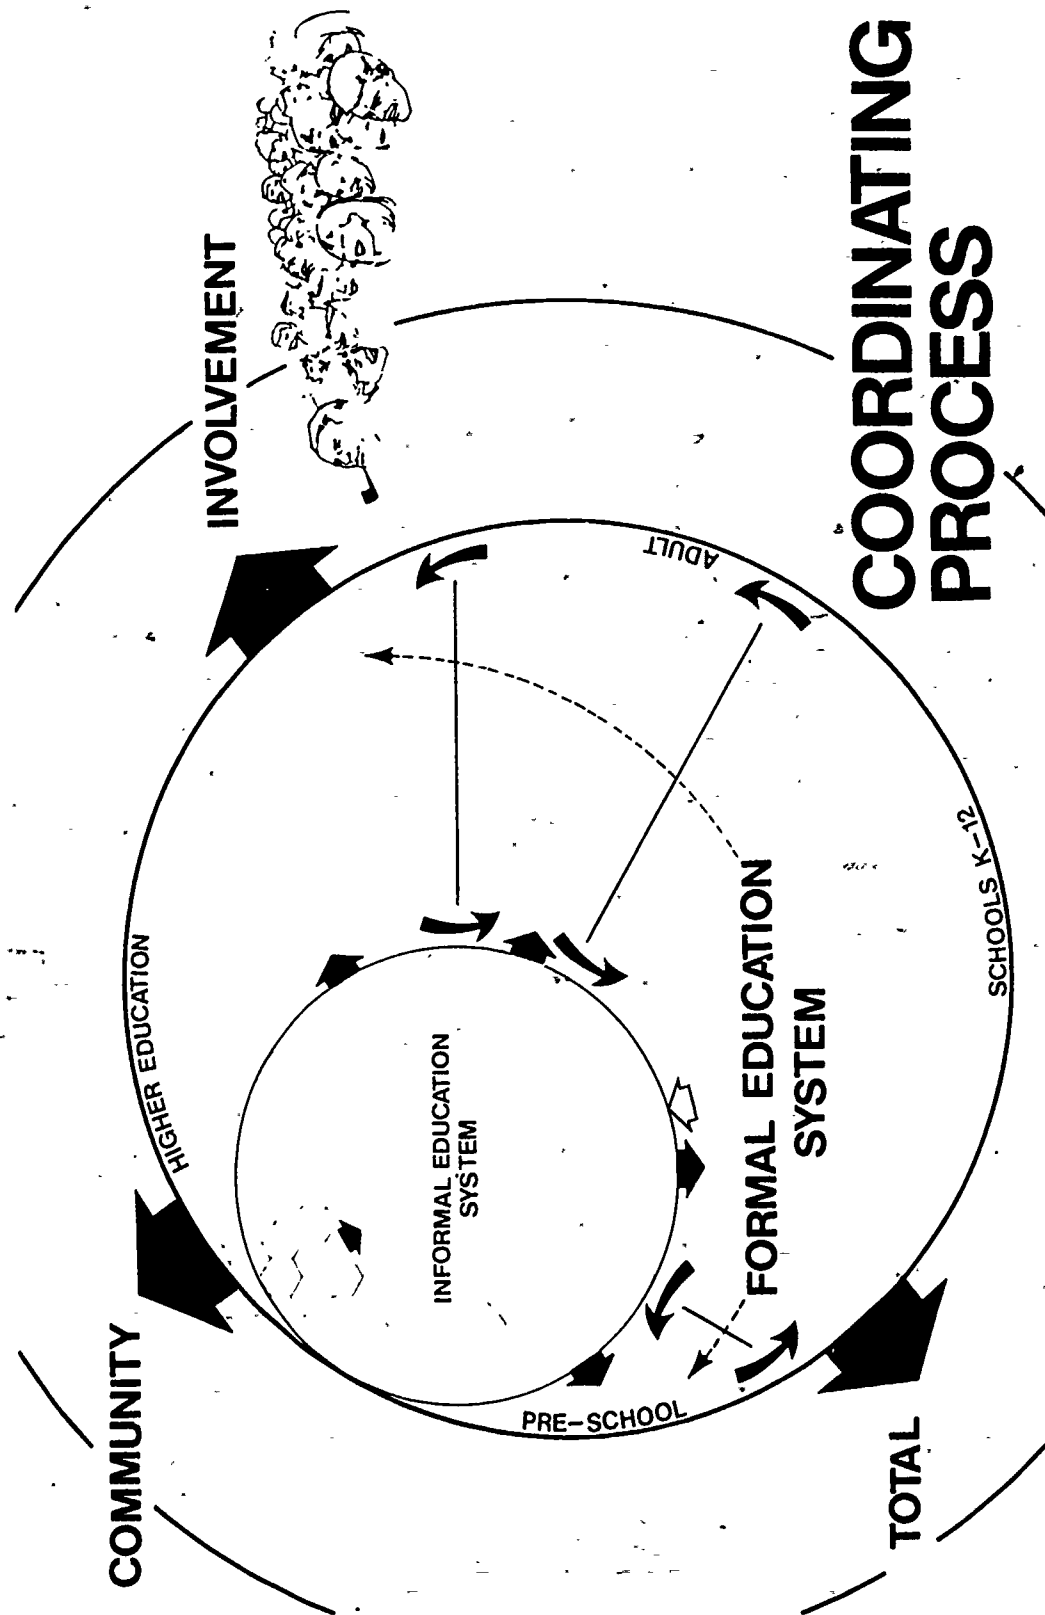 COMMUNITY
HIGHER EDUCATION
INVOLVEMENT
INFORMAL EDUCATION
SYSTEM
PRE-SCHOOL
ADULT
FORMAL EDUCATION
SYSTEM
TOTAL
SCHOOLS K-12
COORDINATING
PROCESS